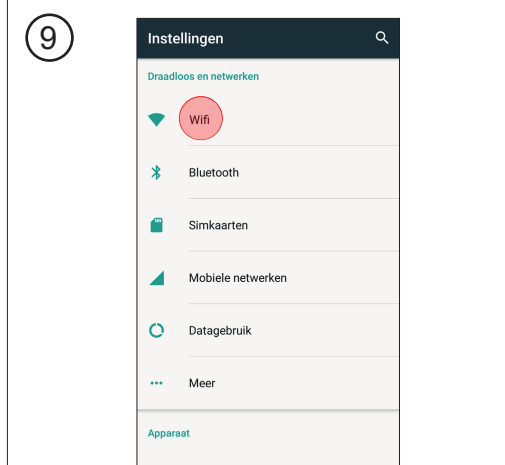 9
Instellingen
Draadloos en netwerken
Wifi
Bluetooth
Simkaarten
Mobiele netwerken
Datagebruik
Meer
Apparaat